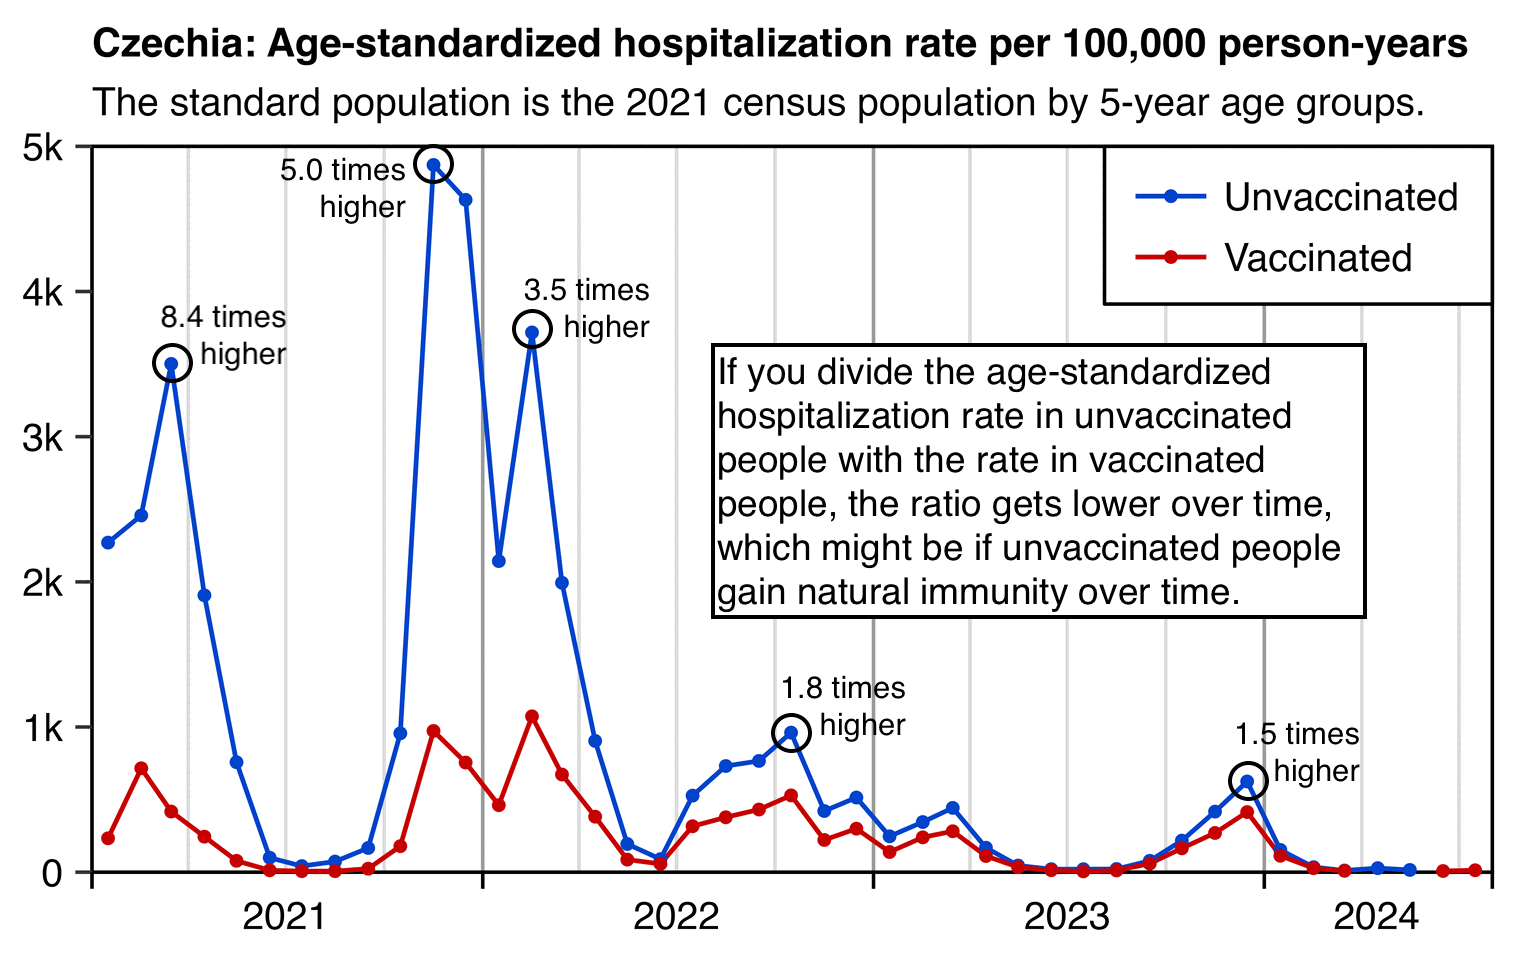 Czechia: Age-standardized hospitalization rate per 100,000 person-years
The standard population is the 2021 census population by 5-year age groups.
5k
4k
3k
2k
1k
0
5.0 times
higher
8.4 times
higher
3.5 times
higher
Unvaccinated
Vaccinated
If you divide the age-standardized
hospitalization rate in unvaccinated
people with the rate in vaccinated
people, the ratio gets lower over time,
which might be if unvaccinated people
gain natural immunity over time.
1.8 times
higher
1.5 times
higher
2021
2022
2023
2024